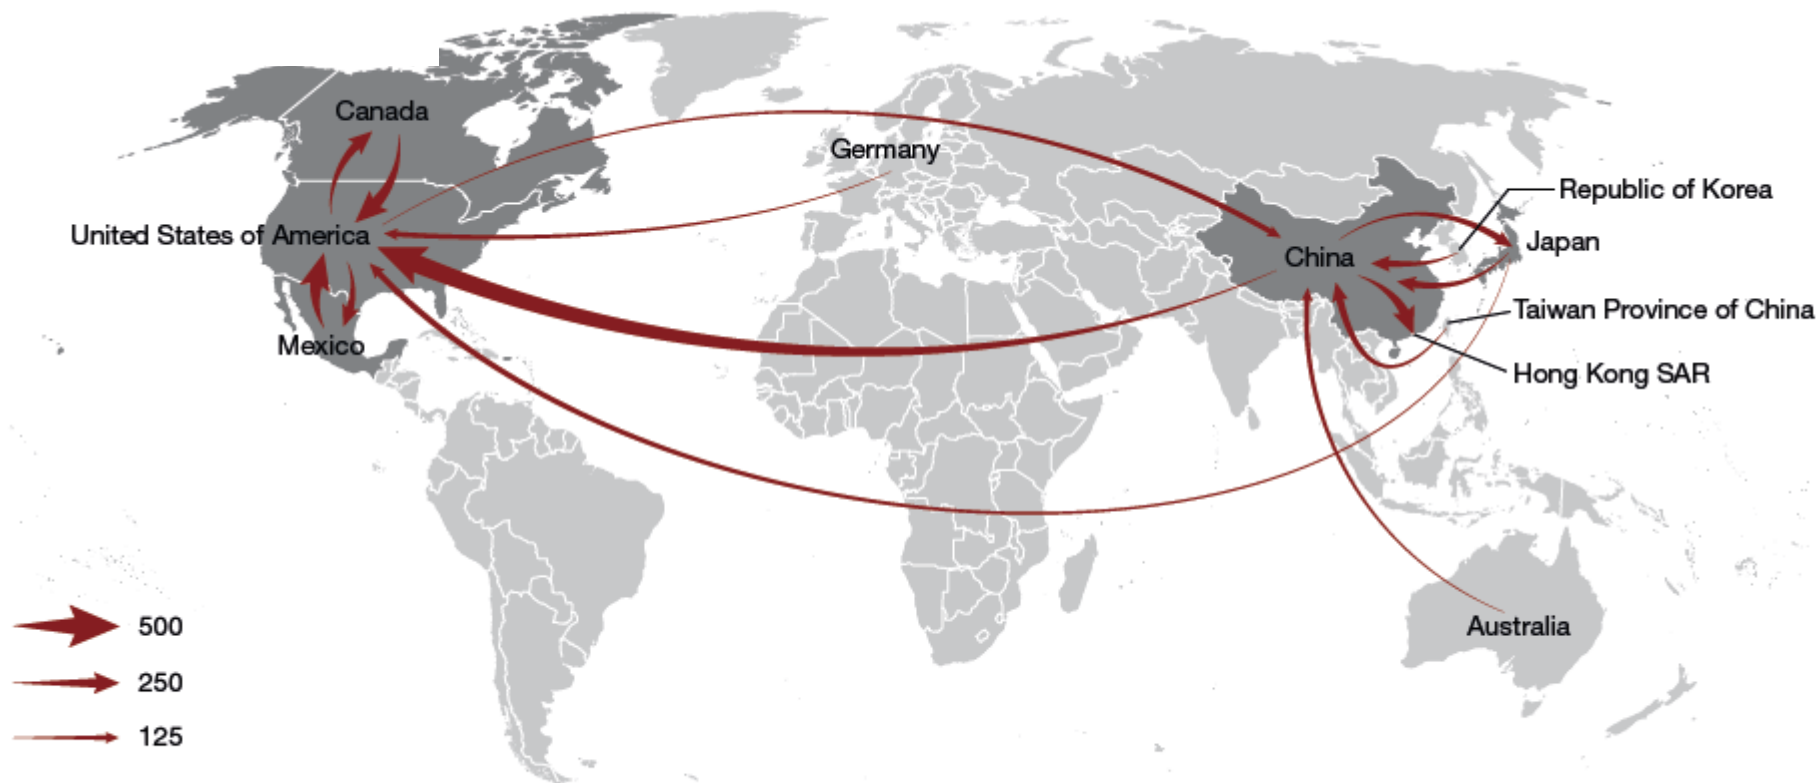 Canada
Germany
Republic of Korea
United States of America
Japan
China
Taiwan Province of China
Mexico
Hong Kong SAR
500
Australia
250
125